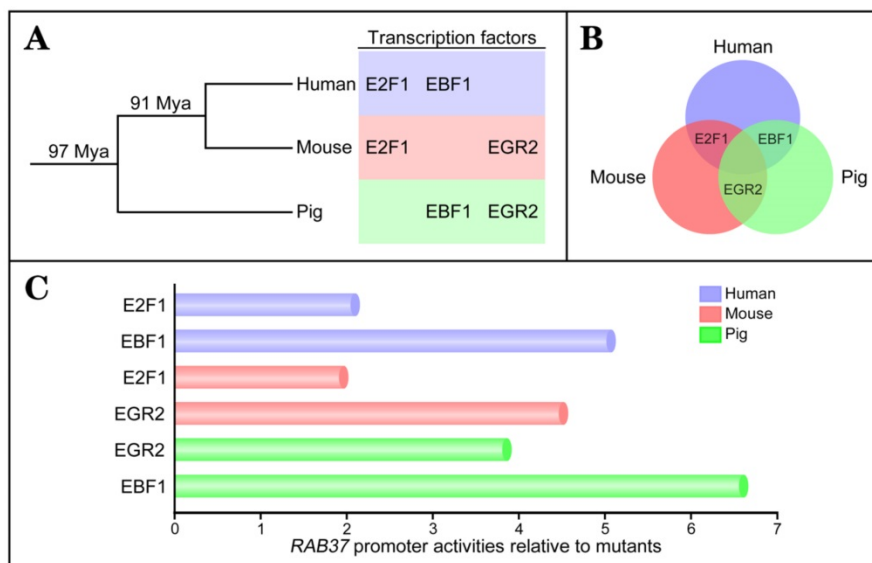 A
Transcription factors
91 Mya
97 Mya
Human E2F1 EBF1
Mouse E2F1 EGR2
Pig EBF1 EGR2
B
Human
E2F1 EBF1
Mouse EGR2 Pig
C
E2F1
EBF1
E2F1
EGR2
EGR2
EBF1
Human
Mouse
Pig
0 1 2 3 4 5 6 7
RAB37 promoter activities relative to mutants